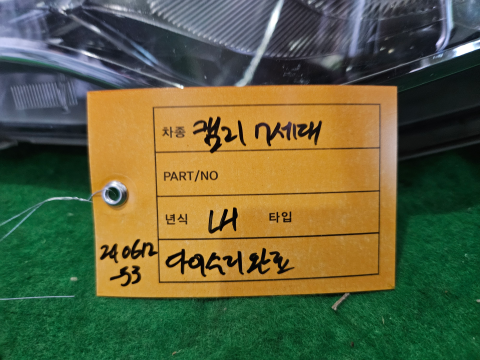 차종 캠리 7세대
PART/NO
년식 LH 타입
240612
-53
다이수리완료